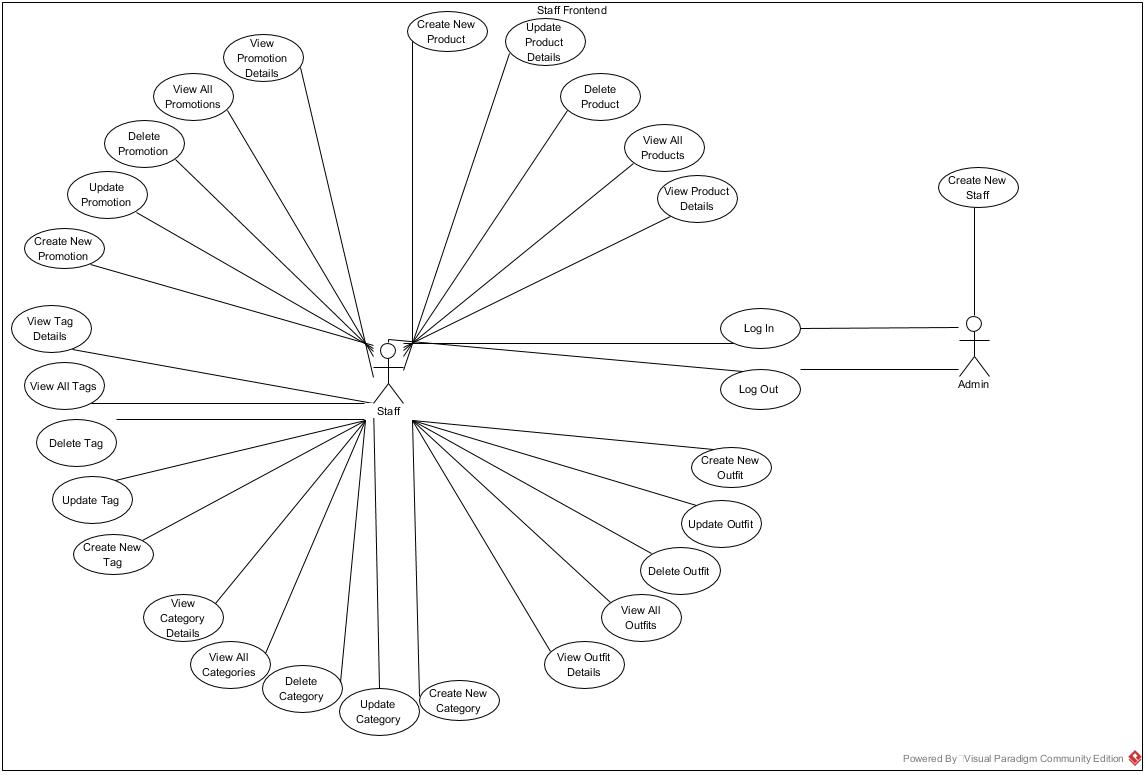 Staff Frontend
Create New
Product
Update
Product
Details
View
Promotion
Details
View All
Promotions
Delete
Product
Delete
Promotion
View All
Products
Update
Promotion
View Product
Details
Create New
Staff
Create New
Promotion
View Tag
Details
Log In
View All Tags
Log Out
Admin
Staff
Delete Tag
Create New
Outfit
Update Tag
Update Outfit
Create New
Tag
Delete Outfit
View
Category
Details
View All
Outfits
View All
Categories
View Outfit
Details
Delete
Category
Create New
Category
Update
Category
Powered By Visual Paradigm Community Edition